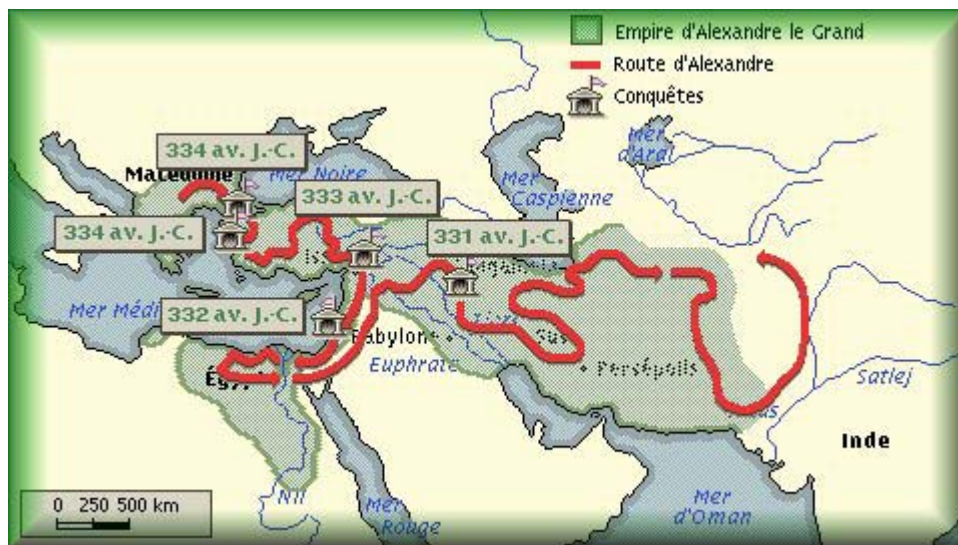 Empire d'Alexandre le Grand
Route d'Alexandre
Conquêtes
334 av. J.-C.
Mer Noire
333 av. J.-C.
Mer
d'Aral
Mer
Caspienne
334 av. J.-C.
331 av. J.-C.
Mer
332 av. J.-C.
Babylone
Euphrate
Persépolis
Satlej
Inde
Nil
Mer
Rouge
Mer
d'Oman
0 250 500 km